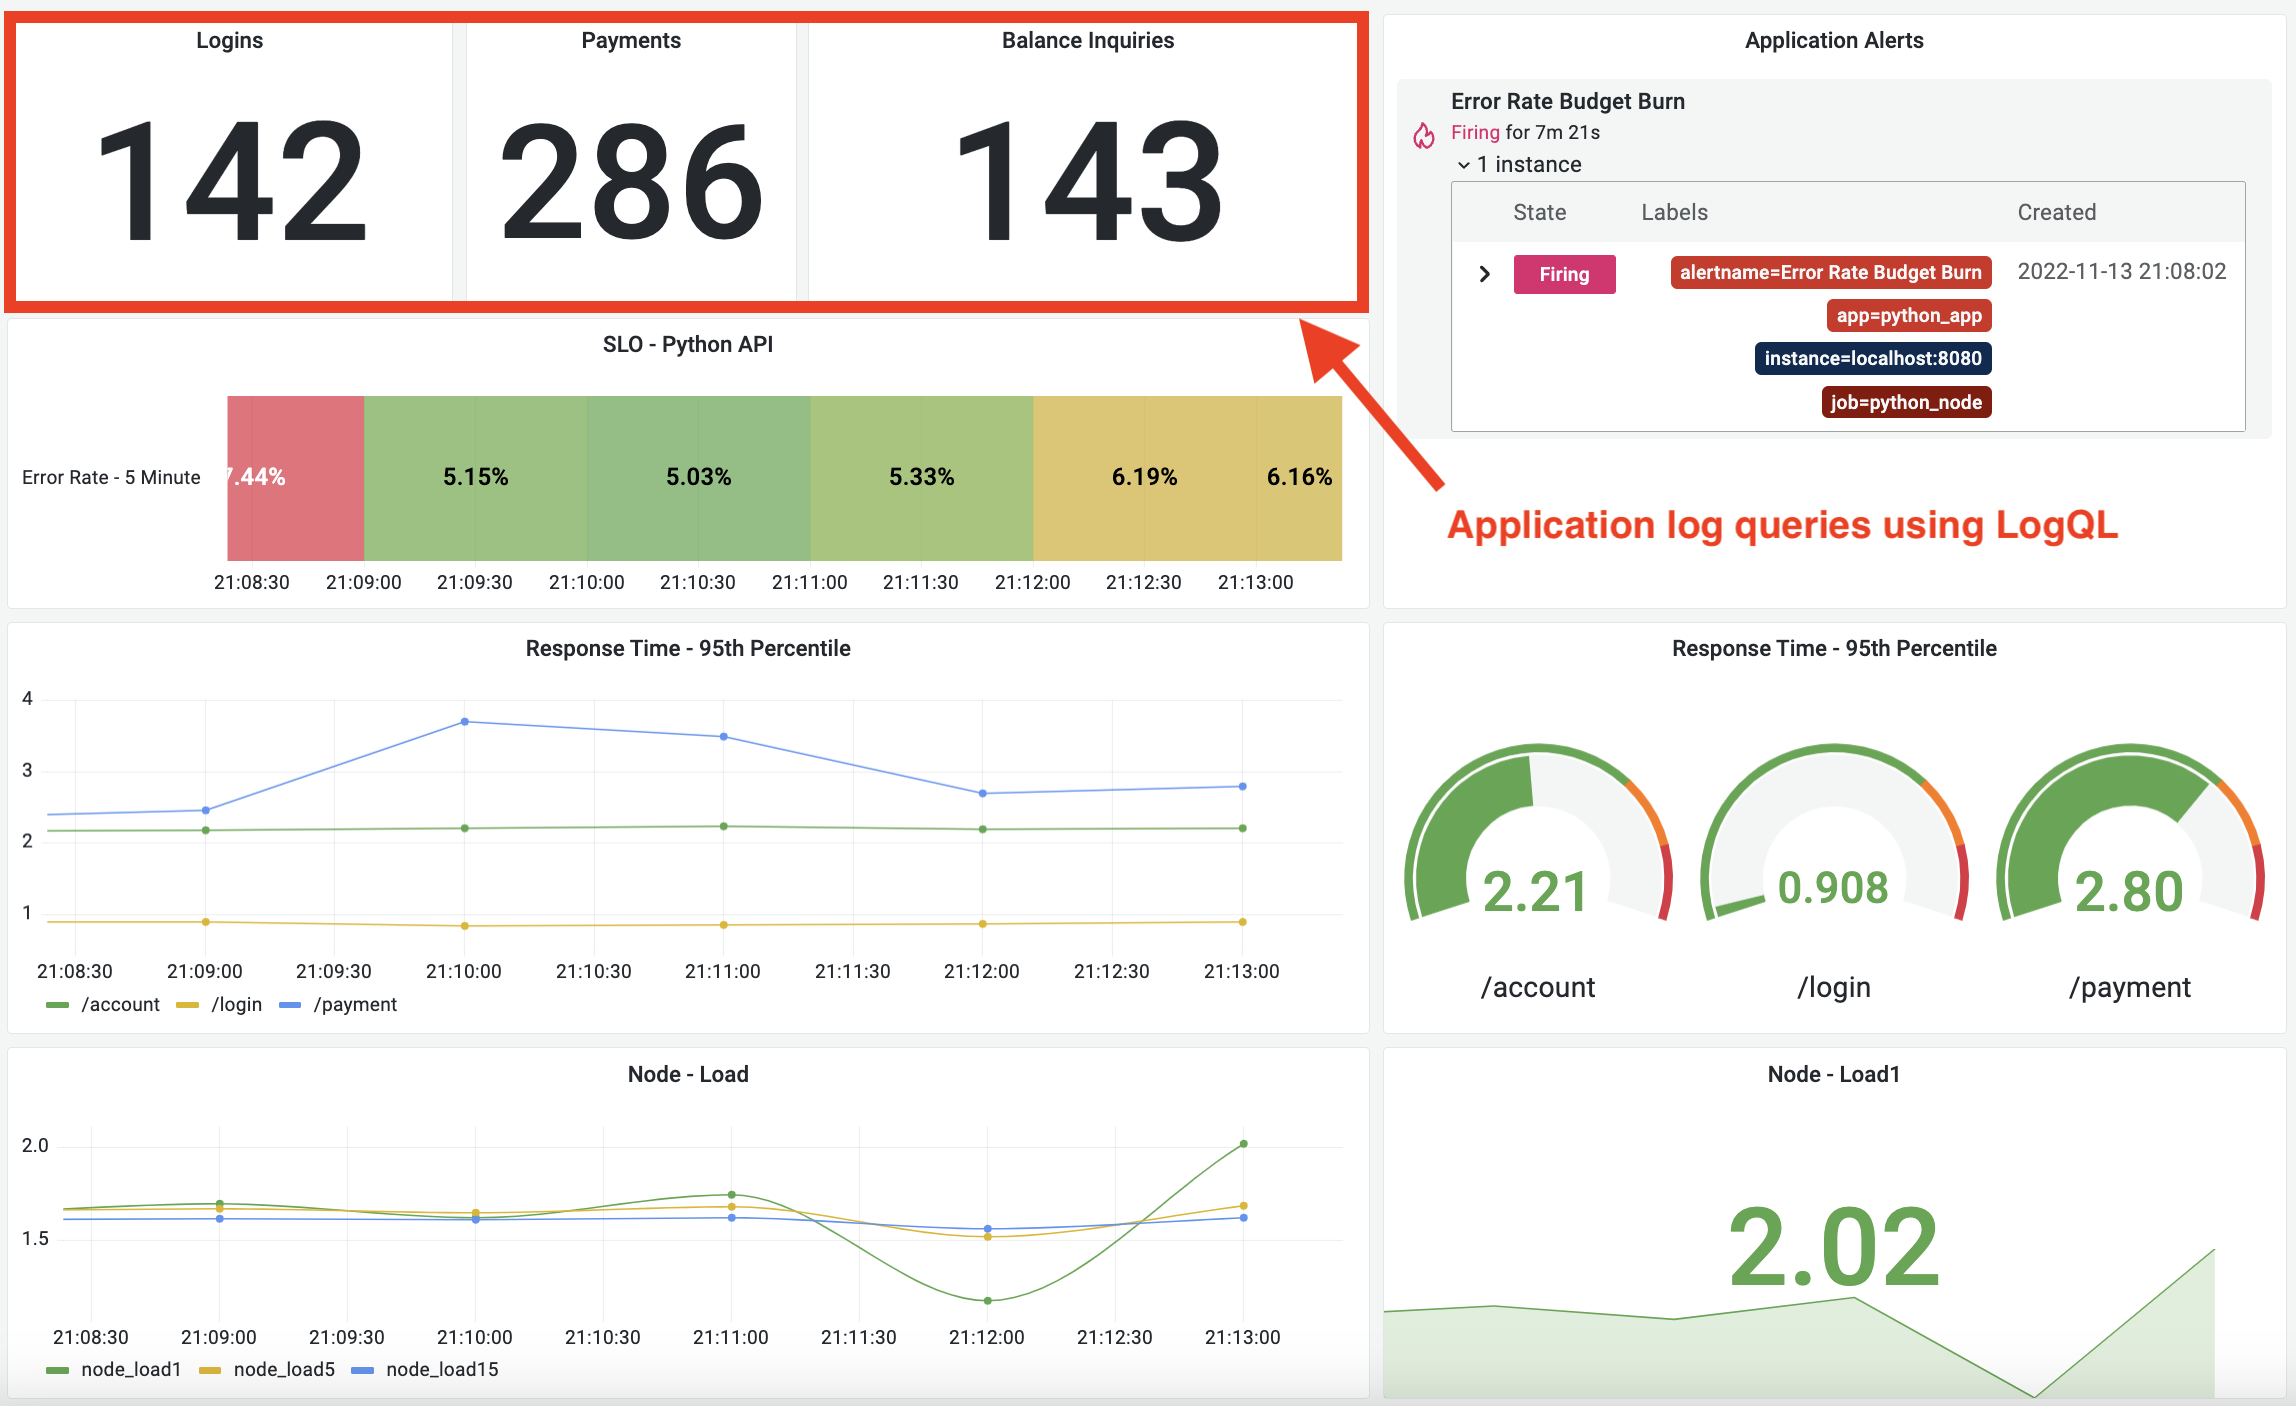 Logins
142
Payments
286
Balance Inquiries
143
Application Alerts
Error Rate Budget Burn
Firing for 7m 21s
1 instance
State Labels Created
Firing
alertname=Error Rate Budget Burn
2022-11-13 21:08:02
app=python_app
instance=localhost:8080
job=python_node
Application log queries using LogQL
SLO - Python API
Error Rate - 5 Minute
7.44% 5.15% 5.03% 5.33% 6.19% 6.16%
21:08:30 21:09:00 21:09:30 21:10:00 21:10:30 21:11:00 21:11:30 21:12:00 21:12:30 21:13:00
Response Time - 95th Percentile
4
3
2
1
21:08:30 21:09:00 21:09:30 21:10:00 21:10:30 21:11:00 21:11:30 21:12:00 21:12:30 21:13:00
/account /login /payment
Response Time - 95th Percentile
2.21 0.908 2.80
/account /login /payment
Node - Load
2.0
1.5
21:08:30 21:09:00 21:09:30 21:10:00 21:10:30 21:11:00 21:11:30 21:12:00 21:12:30 21:13:00
node_load1 node_load5 node_load15
Node - Load1
2.02